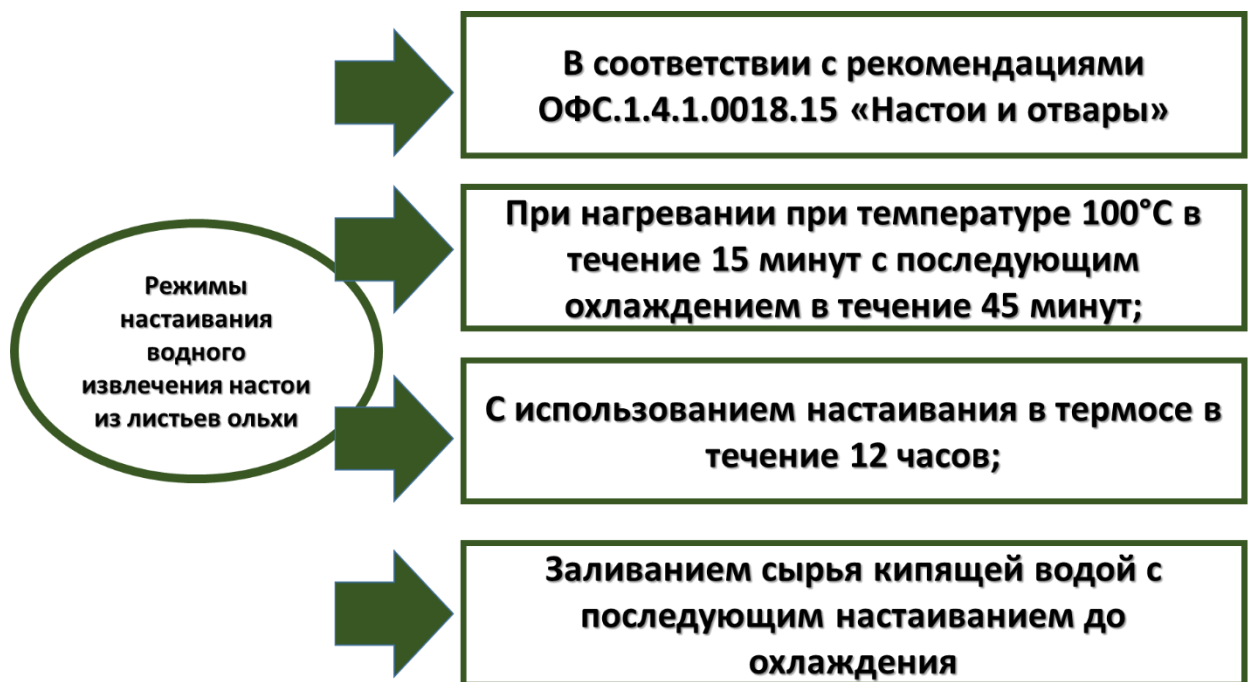 Режимы
настаивания
водного
извлечения настои
из листьев ольхи
В соответствии с рекомендациями
ОФС.1.4.1.0018.15 «Настои и отвары»
При нагревании при температуре 100°С в
течение 15 минут с последующим
охлаждением в течение 45 минут;
С использованием настаивания в термосе в
течение 12 часов;
Заливанием сырья кипящей водой с
последующим настаиванием до
охлаждения